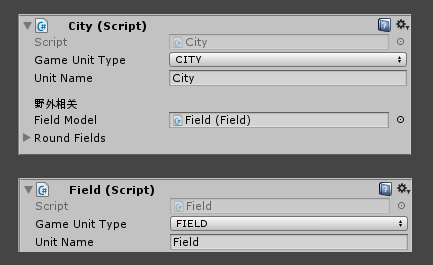 City (Script)
Script City
Game Unit Type CITY
Unit Name City
野外相关
Field Model Field (Field)
Round Fields
Field (Script)
Script Field
Game Unit Type FIELD
Unit Name Field